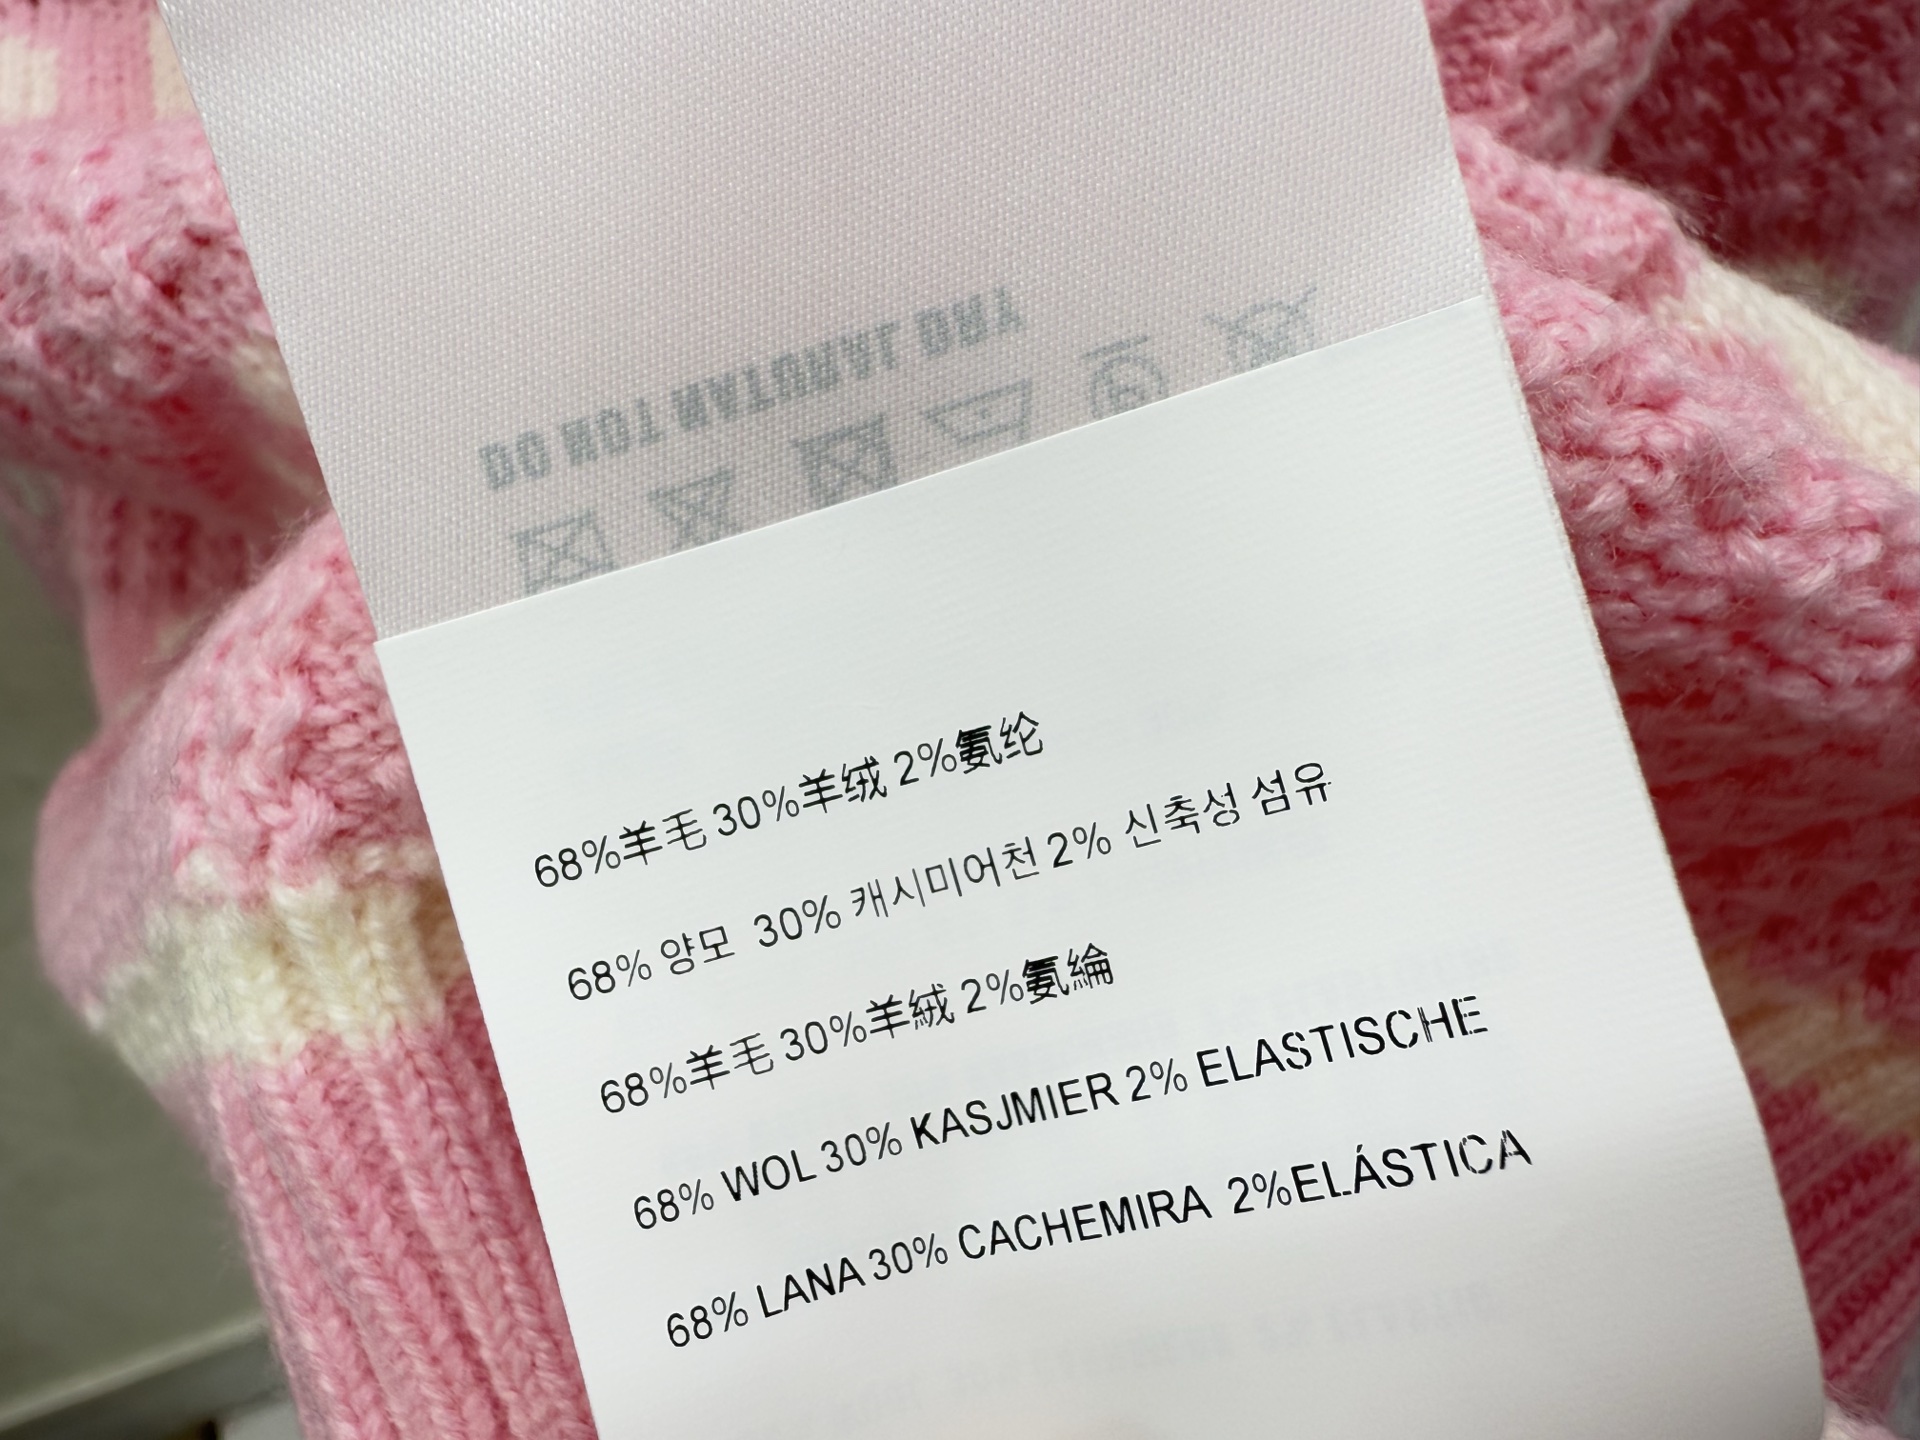 DO NOT NATURAL DRY
68%羊毛 30%羊绒 2%氨纶
68% 양모 30% 캐시미어천 2% 신축성 섬유
68%羊毛 30%羊絨 2%氨綸
68% WOL 30% KASJMIER 2% ELASTISCHE
68% LANA 30% CACHEMIRA 2%ELÁSTICA